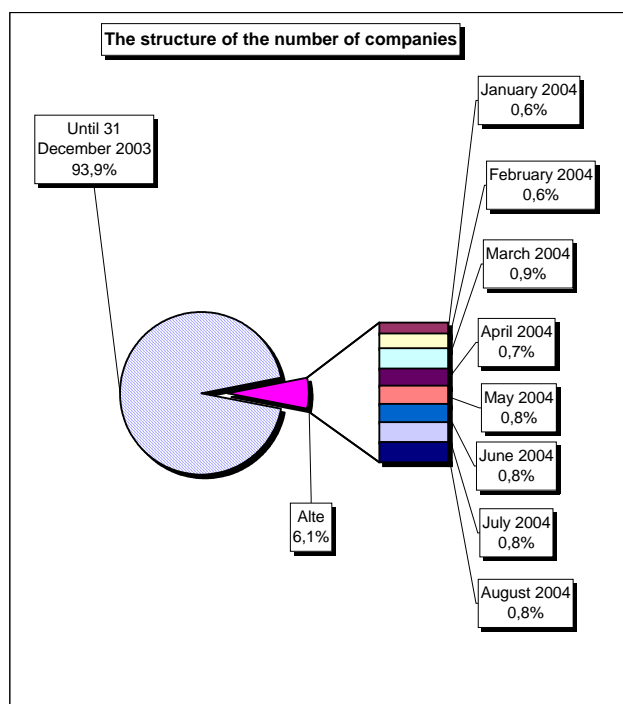 The structure of the number of companies
Until 31
December 2003
93,9%
January 2004
0,6%
February 2004
0,6%
March 2004
0,9%
April 2004
0,7%
May 2004
0,8%
June 2004
0,8%
July 2004
0,8%
August 2004
0,8%
Alte
6,1%